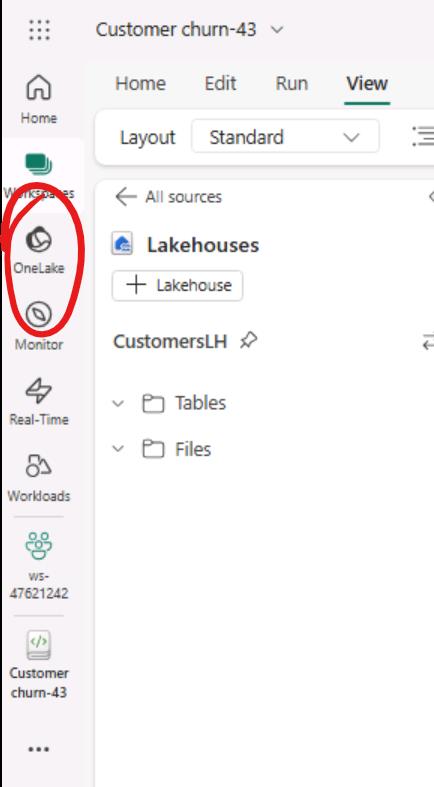 Customer churn-43
Home Edit Run View
Layout Standard
All sources
Lakehouses
Lakehouse
CustomersLH
Tables
Files
Home
Workspaces
OneLake
Monitor
Real-Time
Workloads
ws-
47621242
Customer
churn-43